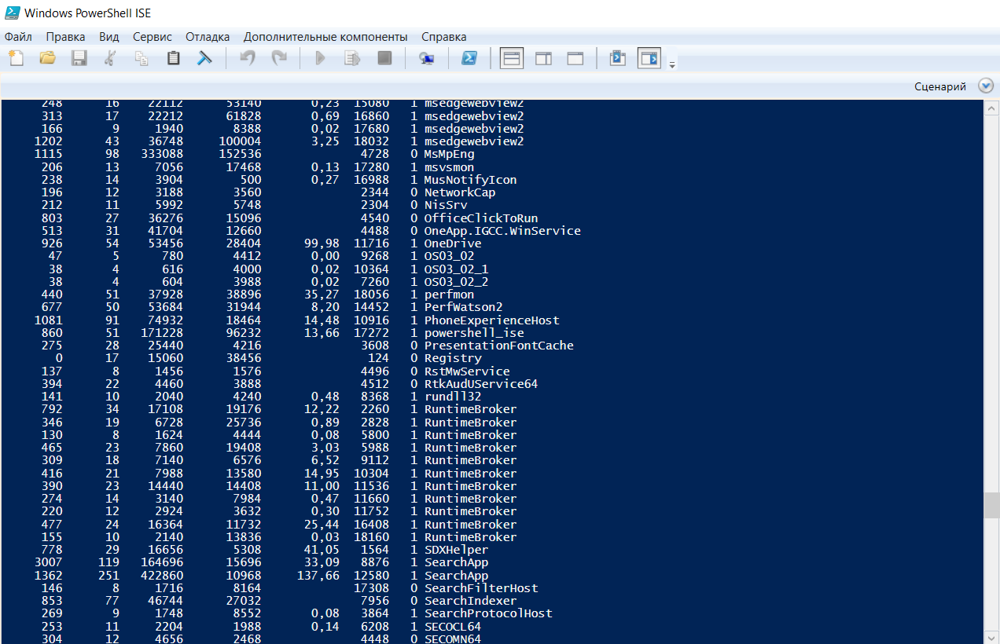 Windows PowerShell ISE
Файл Правка Вид Сервис Отладка Дополнительные компоненты Справка
Сценарий
248 16 22112 53140 0,23 15080 1 msedgewebview2
313 17 22212 61828 0,69 16860 1 msedgewebview2
166 9 1940 8388 0,02 17680 1 msedgewebview2
1202 43 36748 100004 3,25 18032 1 msedgewebview2
1115 98 333088 152536 4728 0 MsMpEng
206 13 7056 17468 0,13 17280 1 msvsmon
238 14 3904 500 0,27 16988 1 MusNotifyIcon
196 12 3188 3560 2344 0 NetworkCap
212 11 5992 5748 2304 0 NisSrv
803 27 36276 15096 4540 0 OfficeClickToRun
513 31 41704 12660 4488 0 OneApp.IGCC.WinService
926 54 53456 28404 99,98 11716 1 OneDrive
47 5 780 4412 0,00 9268 1 OS03_02
38 4 616 4000 0,02 10364 1 OS03_02_1
38 4 604 3988 0,02 7260 1 OS03_02_2
440 51 37928 38896 35,27 18056 1 perfmon
677 50 53684 31944 8,20 14452 1 PerfWatson2
1081 91 74932 18464 14,48 10916 1 PhoneExperienceHost
860 51 171228 96232 13,66 17272 1 powershell_ise
275 28 25440 4216 3608 0 PresentationFontCache
0 17 15060 38456 124 0 Registry
137 8 1456 1576 4496 0 RstMwService
394 22 4460 3888 4512 0 RtkAudUService64
141 10 2040 4240 0,48 8368 1 rundll32
792 34 17108 19176 12,22 2260 1 RuntimeBroker
346 19 6728 25736 0,89 2828 1 RuntimeBroker
130 8 1624 4444 0,08 5800 1 RuntimeBroker
465 23 7860 19408 3,03 5988 1 RuntimeBroker
309 18 7140 6576 6,52 9112 1 RuntimeBroker
416 21 7988 13580 14,95 10304 1 RuntimeBroker
390 23 14440 14408 11,00 11536 1 RuntimeBroker
274 14 3140 7984 0,47 11660 1 RuntimeBroker
220 12 2924 3632 0,30 11752 1 RuntimeBroker
477 24 16364 11732 25,44 16408 1 RuntimeBroker
155 10 2140 13836 0,03 18160 1 RuntimeBroker
778 29 16656 5308 41,05 1564 1 SDXHelper
3007 119 164696 15696 33,09 8876 1 SearchApp
1362 251 422860 10968 137,66 12580 1 SearchApp
146 8 1716 8164 17308 0 SearchFilterHost
853 77 46744 27032 7956 0 SearchIndexer
269 9 1748 8552 0,08 3864 1 SearchProtocolHost
253 11 2204 1988 0,14 6208 1 SECOCL64
304 12 4656 2468 4448 0 SECOMN64